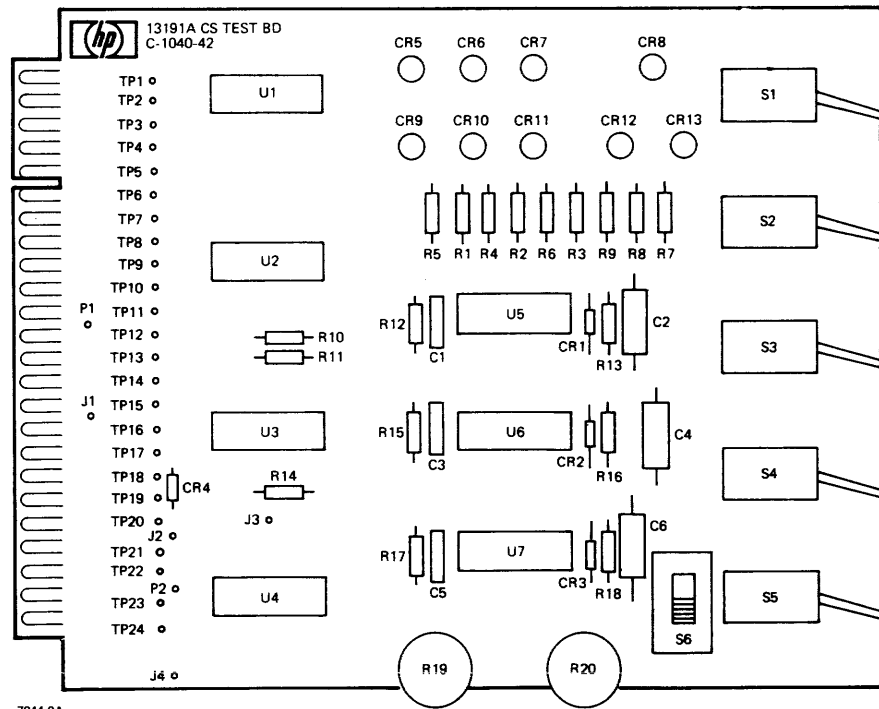 hp
13191A CS TEST BD
C-1040-42
CR5 CR6 CR7 CR8
TP1
TP2
TP3
TP4
TP5
TP6
TP7
TP8
TP9
TP10
TP11
TP12
TP13
TP14
TP15
TP16
TP17
TP18
TP19
TP20
TP21
TP22
TP23
TP24
P1
J1
J2
P2
J4
U1
U2
R10
R11
U3
CR4
R14
J3
U4
CR9 CR10 CR11 CR12 CR13
R5 R1 R4 R2 R6 R3 R9 R8 R7
R12
C1
U5
CR1
R13
C2
R15
C3
U6
CR2
R16
C4
R17
C5
U7
CR3
R18
C6
S1
S2
S3
S4
S5
S6
R19
R20